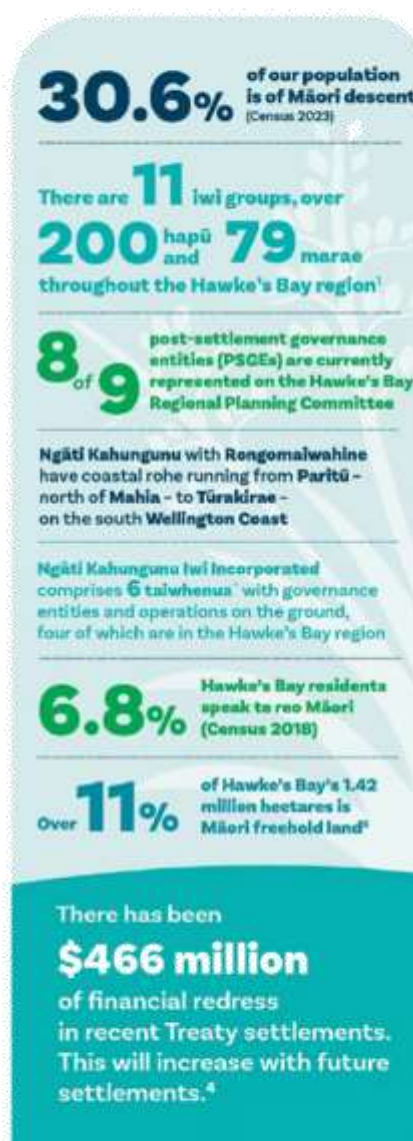 30.6% of our population
is of Māori descent
(Census 2023)
There are 11 iwi groups, over
200 hapū and 79 marae
throughout the Hawke's Bay region¹
8 of 9 post-settlement governance
entities (PSGEs) are currently
represented on the Hawke's Bay
Regional Planning Committee
Ngāti Kahungunu with Rongomaiwahine
have coastal rohe running from Paritū –
north of Mahia – to Tūrakirae –
on the south Wellington Coast
Ngāti Kahungunu Iwi Incorporated
comprises 6 taiwhenua with governance
entities and operations on the ground,
four of which are in the Hawke's Bay region
6.8% Hawke's Bay residents
speak te reo Māori
(Census 2018)
Over 11% of Hawke's Bay's 1.42
million hectares is
Māori freehold land
There has been
$466 million
of financial redress
in recent Treaty settlements.
This will increase with future
settlements.⁴